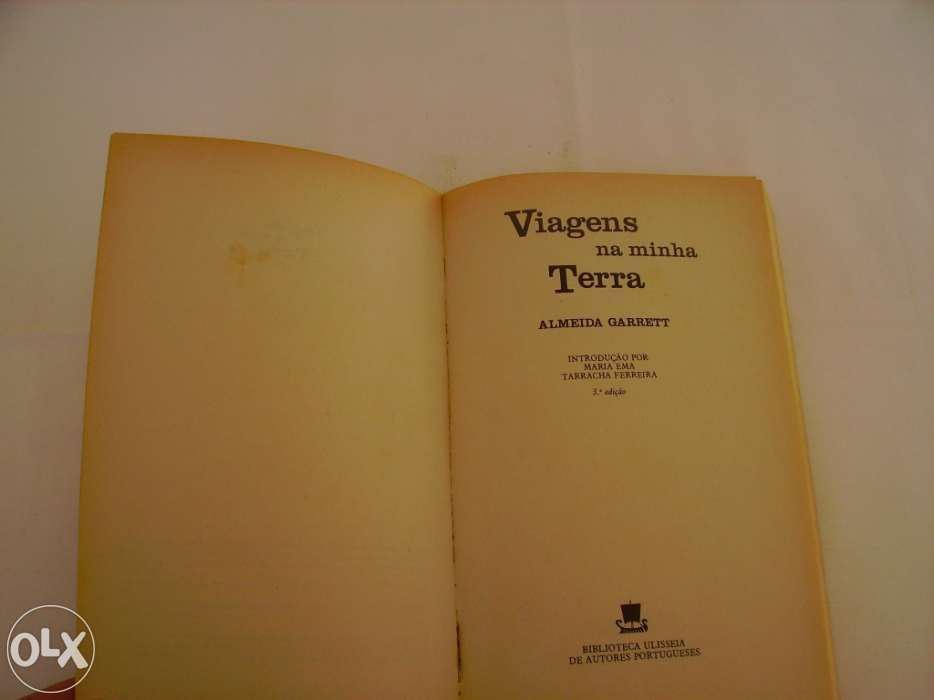 Viagens
na minha
Terra
ALMEIDA GARRETT
INTRODUÇÃO POR
MARIA EMA
TARRACHA FERREIRA
3.ª edição
BIBLIOTECA ULISSEIA
DE AUTORES PORTUGUESES
OLX